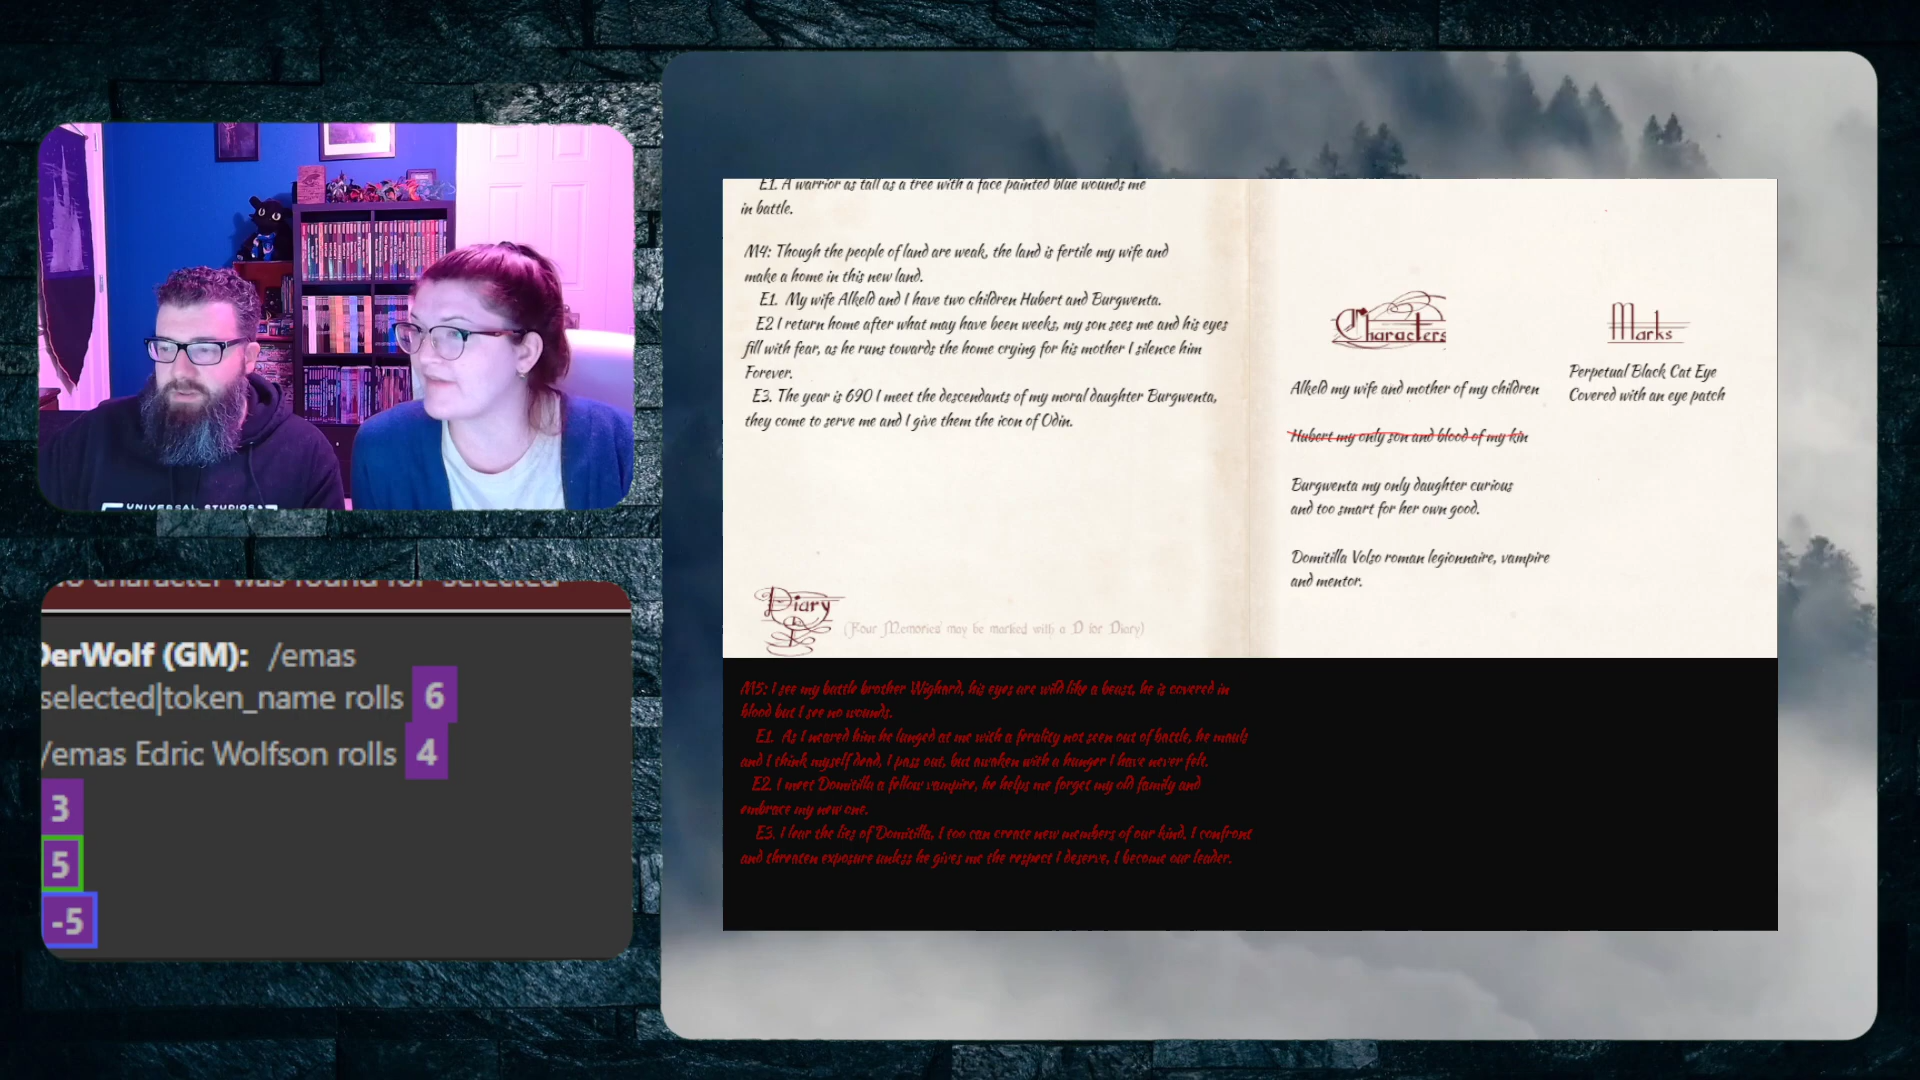 UNIVERSAL STUDIOS
DerWolf (GM): /emas
selected|token_name rolls 6
/emas Edric Wolfson rolls 4
3
5
-5
E1. A warrior as tall as a tree with a face painted blue wounds me
in battle.
M4: Though the people of land are weak, the land is fertile my wife and
make a home in this new land.
E1. My wife Alkeld and I have two children Hubert and Burgwenta.
E2 I return home after what may have been weeks, my son sees me and his eyes
fill with fear, as he runs towards the home crying for his mother I silence him
Forever.
E3. The year is 690 I meet the descendants of my moral daughter Burgwenta,
they come to serve me and I give them the icon of Odin.
Diary
(Four Memories may be marked with a D for Diary)
Characters
Alkeld my wife and mother of my children
Hubert my only son and blood of my kin
Burgwenta my only daughter curious
and too smart for her own good.
Domitilla Volso roman legionnaire, vampire
and mentor.
Marks
Perpetual Black Cat Eye
Covered with an eye patch
M5: I see my battle brother Wighard, his eyes are wild like a beast, he is covered in
blood but I see no wounds.
E1. As I neared him he lunged at me with a ferality not seen out of battle, he mauls
and I think myself dead, I pass out, but awaken with a hunger I have never felt.
E2. I meet Domitilla a fellow vampire, he helps me forget my old family and
embrace my new one.
E3. I lear the lies of Domitilla, I too can create new members of our kind, I confront
and threaten exposure unless he gives me the respect I deserve, I become our leader.